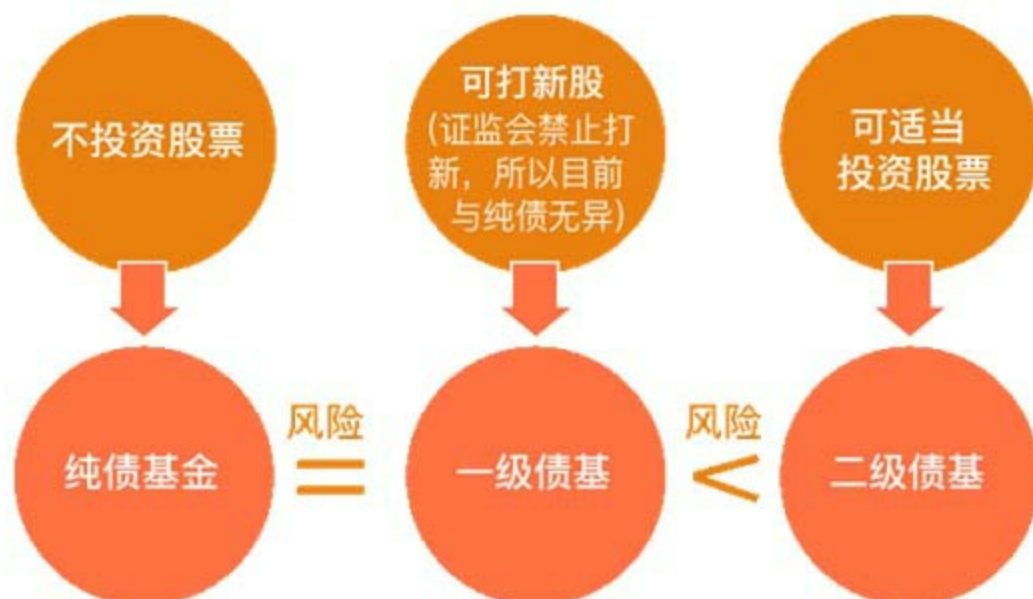 不投资股票
可打新股
(证监会禁止打
新，所以目前
与纯债无异)
可适当
投资股票
纯债基金
风险
=
一级债基
风险
<
二级债基